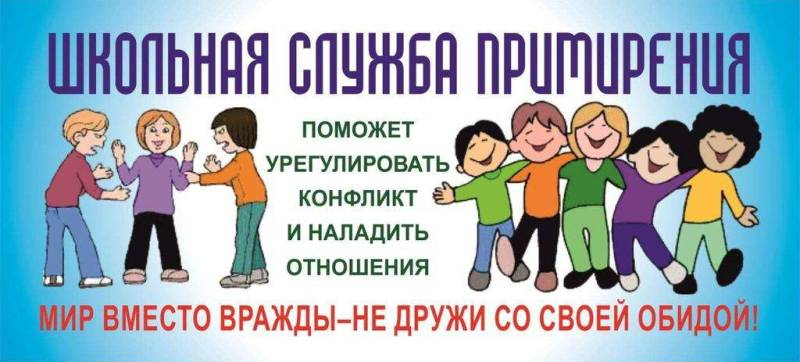 ШКОЛЬНАЯ СЛУЖБА ПРИМИРЕНИЯ
ПОМОЖЕТ
УРЕГУЛИРОВАТЬ
КОНФЛИКТ
И НАЛАДИТЬ
ОТНОШЕНИЯ
МИР ВМЕСТО ВРАЖДЫ–НЕ ДРУЖИ СО СВОЕЙ ОБИДОЙ!